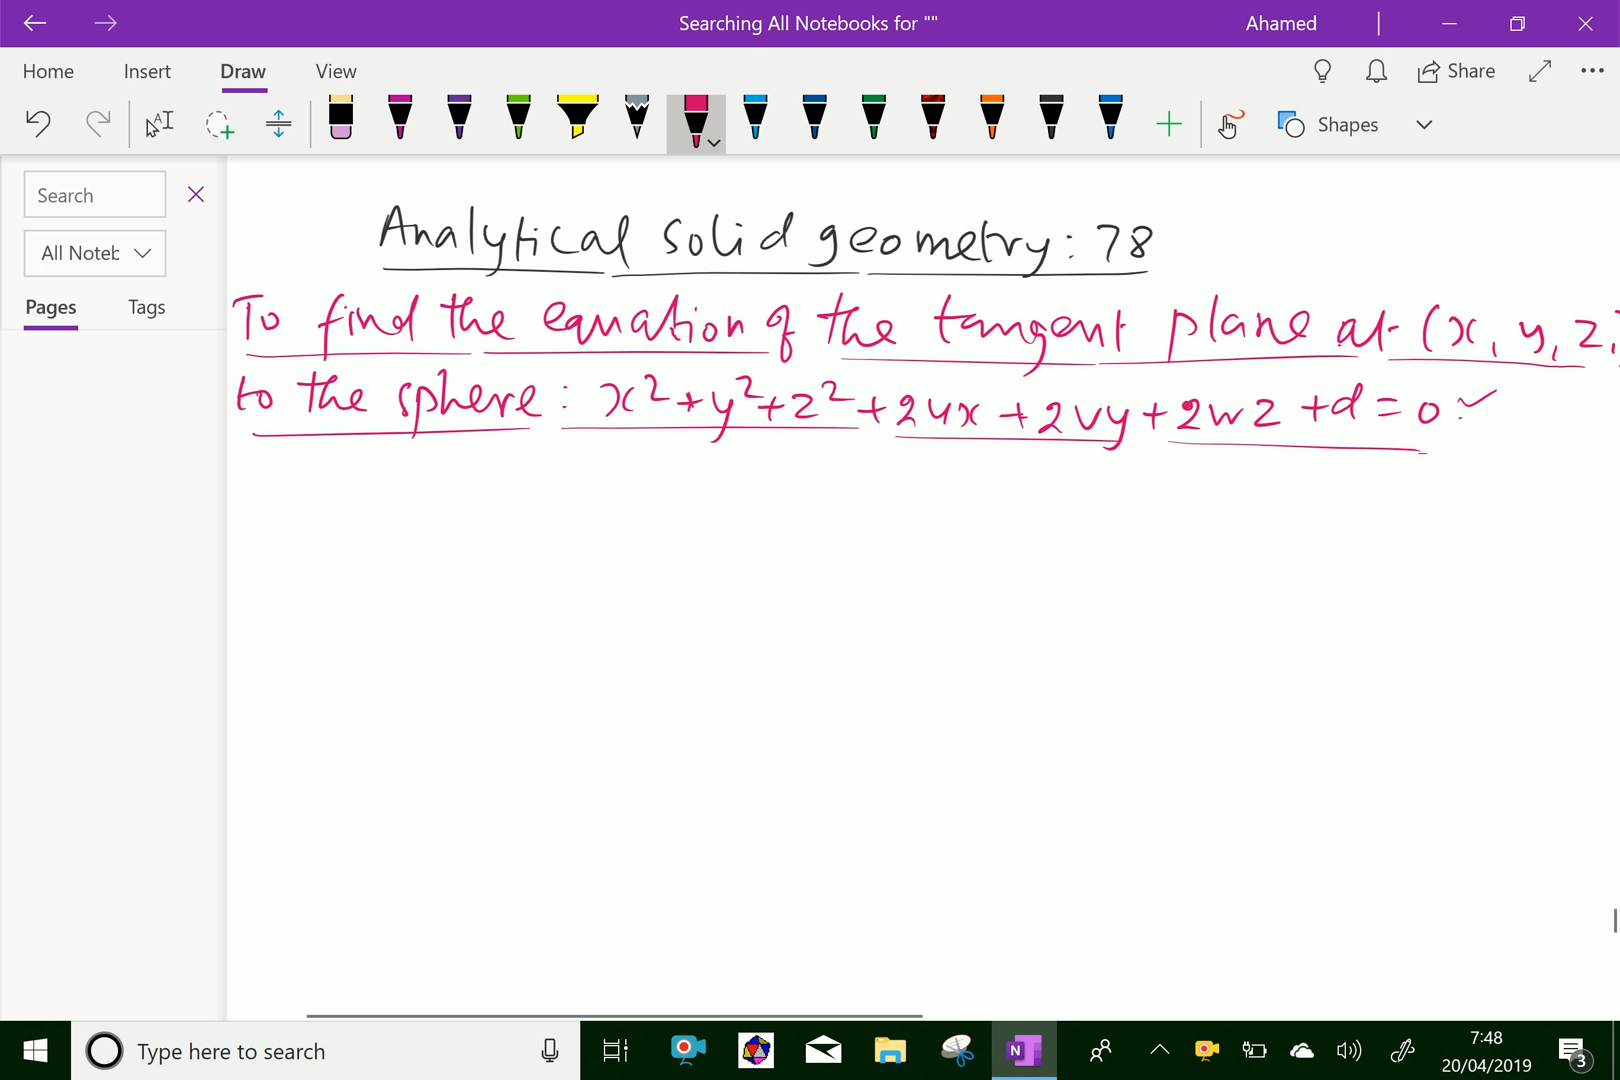 Searching All Notebooks for ""
Ahamed
Home Insert Draw View
Share
Shapes
Search
All Noteb
Pages Tags
Analytical solid geometry: 78
To find the equation of the tangent plane at (x, y, z,
to the sphere: x²+y²+z²+2ux+2vy+2wz+d=0
Type here to search
N
7:48
20/04/2019
3